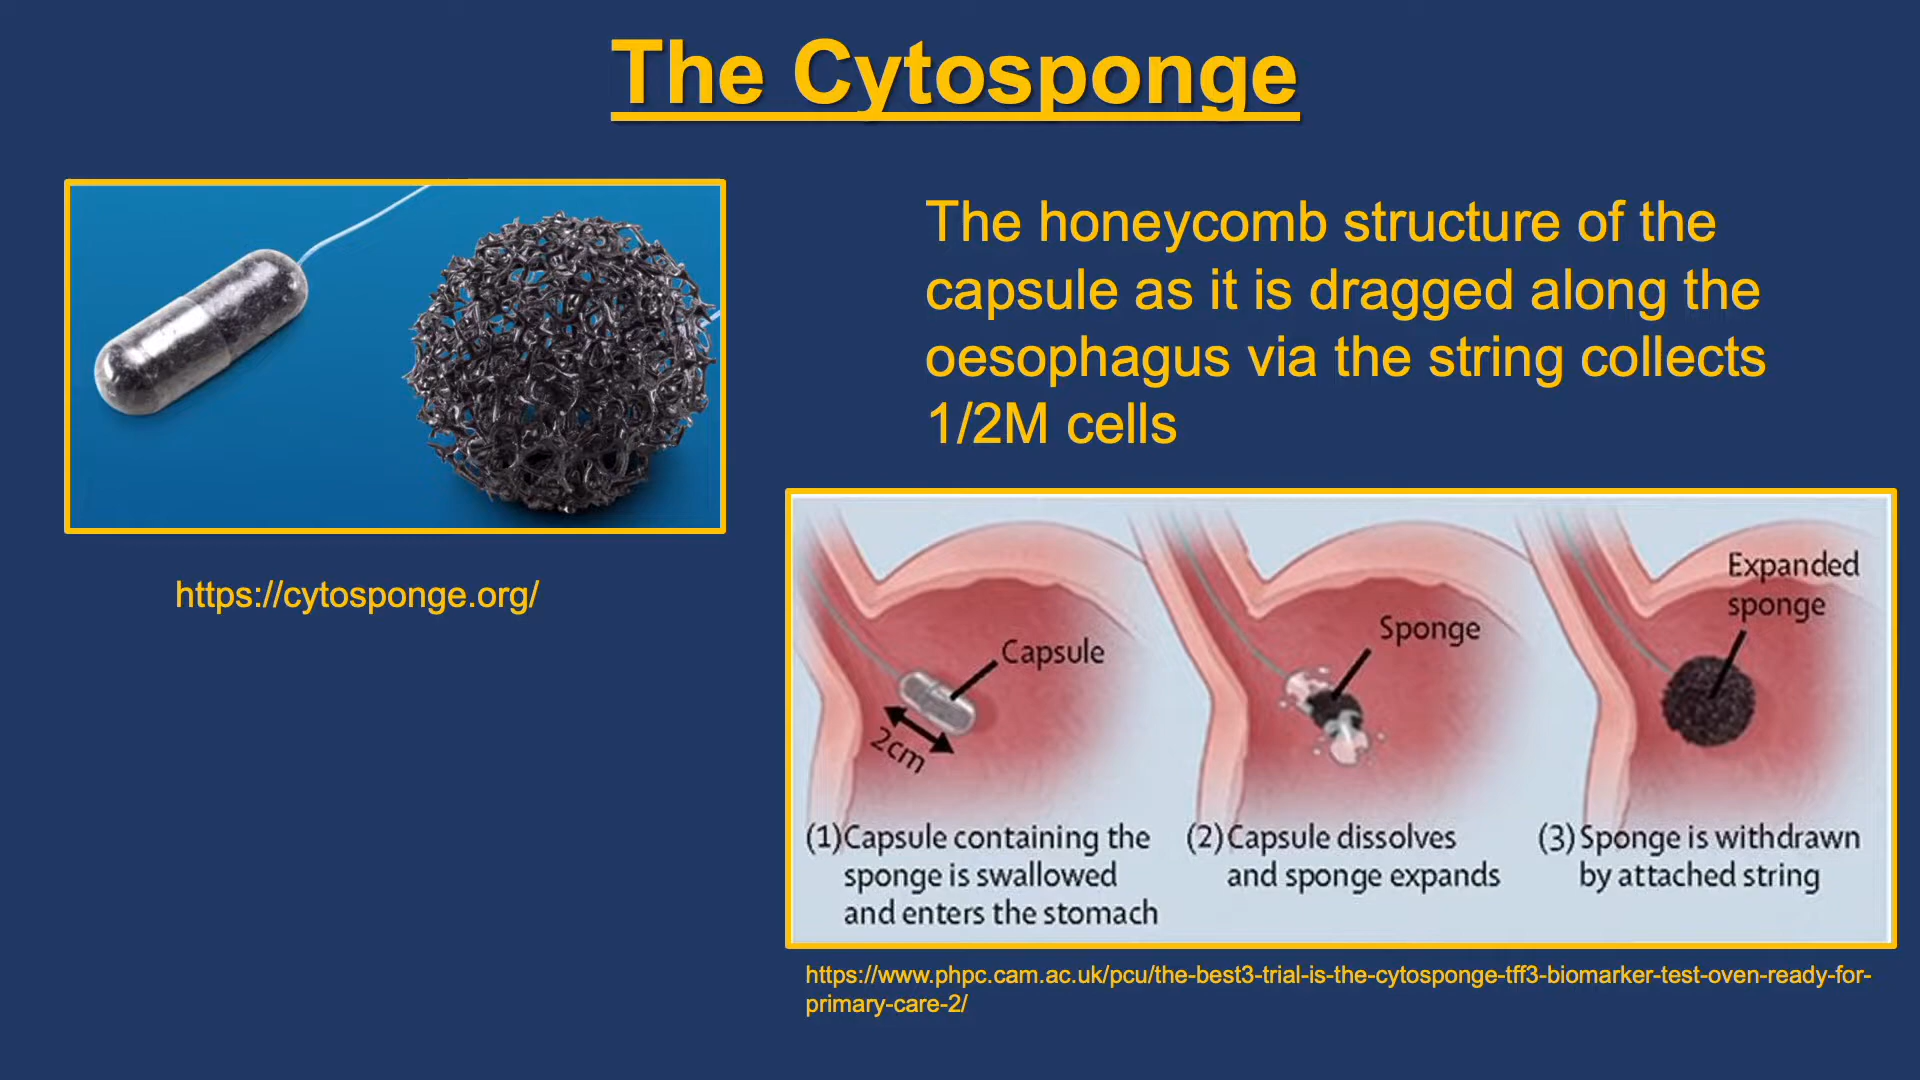 The Cytosponge
The honeycomb structure of the
capsule as it is dragged along the
oesophagus via the string collects
1/2M cells
https://cytosponge.org/
Capsule
2cm
(1)Capsule containing the
sponge is swallowed
and enters the stomach
Sponge
(2)Capsule dissolves
and sponge expands
Expanded
sponge
(3)Sponge is withdrawn
by attached string
https://www.phpc.cam.ac.uk/pcu/the-best3-trial-is-the-cytosponge-tff3-biomarker-test-oven-ready-for-
primary-care-2/